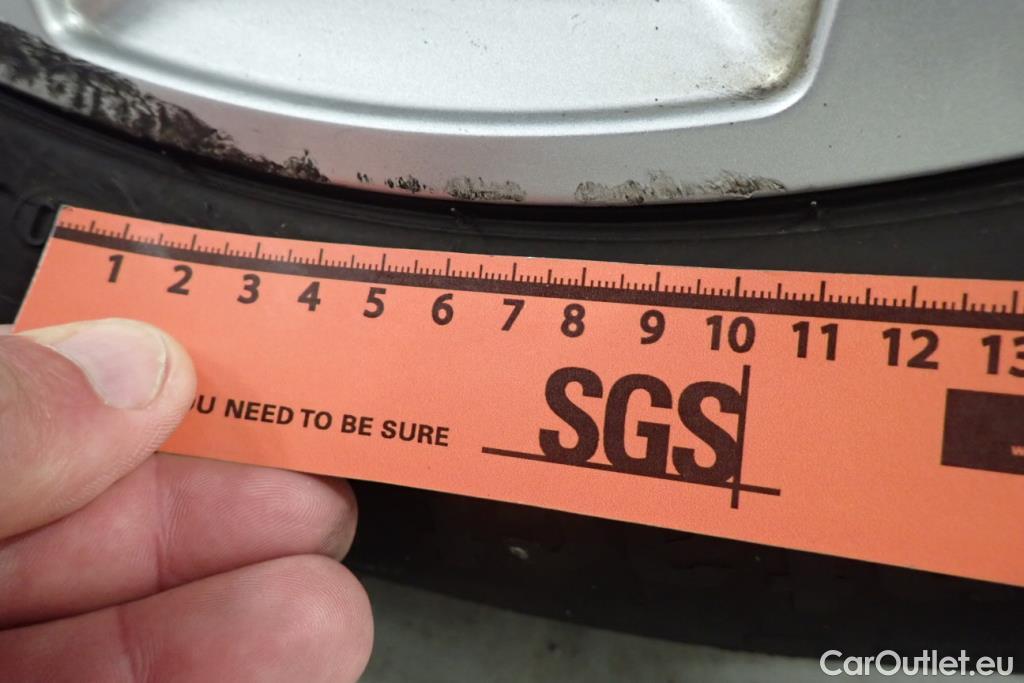 1 2 3 4 5 6 7 8 9 10 11 12 13
NEED TO BE SURE
SGS
CarOutlet.eu